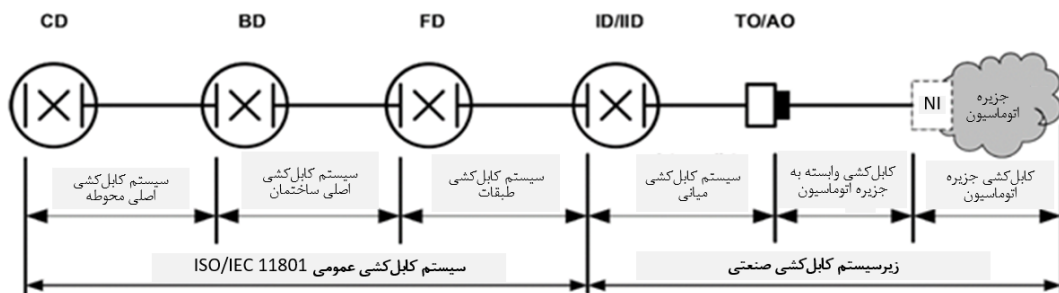 CD
BD
FD
ID/IID
TO/AO
NI
جزیره
اتوماسیون
سیستم کابل‌کشی
اصلی محوطه
سیستم کابل‌کشی
اصلی ساختمان
سیستم کابل‌کشی
طبقات
سیستم کابل‌کشی
میانی
کابل‌کشی وابسته به
جزیره اتوماسیون
کابل‌کشی جزیره
اتوماسیون
سیستم کابل‌کشی عمومی ISO/IEC 11801
زیرسیستم کابل‌کشی صنعتی